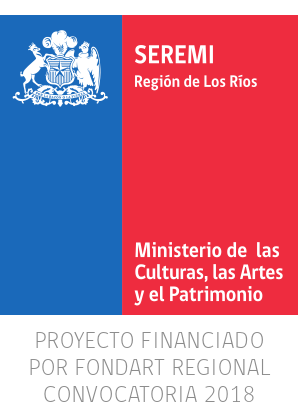 SEREMI
Región de Los Ríos
Ministerio de las
Culturas, las Artes
y el Patrimonio
PROYECTO FINANCIADO
POR FONDART REGIONAL
CONVOCATORIA 2018